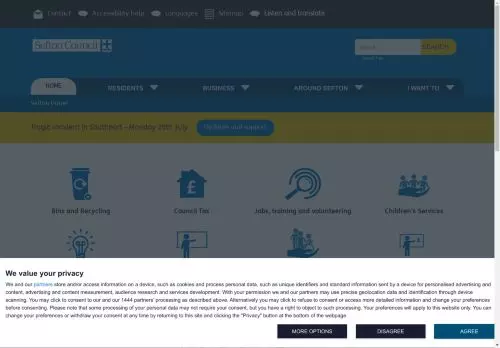 Contact Accessibility help Languages Sitemap Listen and translate
Sefton Council
SEARCH
HOME RESIDENTS BUSINESS AROUND SEFTON I WANT TO
Sefton Home
Tragic incident in Southport - Monday 29th July Updates and support
Bins and Recycling Council Tax Jobs, training and volunteering Children's Services
We value your privacy
We and our partners store and/or access information on a device, such as cookies and process personal data, such as unique identifiers and standard information sent by a device for personalised advertising and
content, advertising and content measurement, audience research and services development. With your permission we and our partners may use precise geolocation data and identification through device
scanning. You may click to consent to our and our 1444 partners' processing as described above. Alternatively you may click to refuse to consent or access more detailed information and change your preferences
before consenting. Please note that some processing of your personal data may not require your consent, but you have a right to object to such processing. Your preferences will apply to this website only. You can
change your preferences or withdraw your consent at any time by returning to this site and clicking the "Privacy" button at the bottom of the webpage.
MORE OPTIONS DISAGREE AGREE